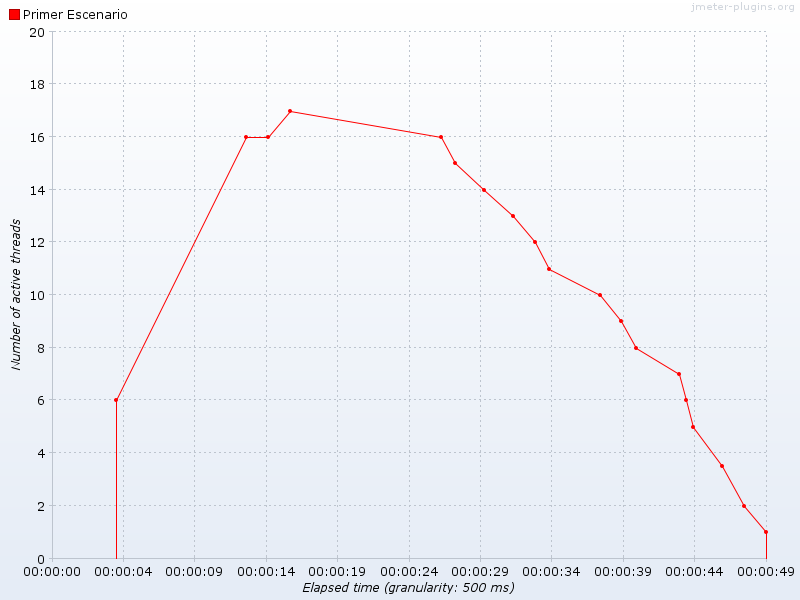 jmeter-plugins.org
Primer Escenario
20
18
16
14
12
10
8
6
4
2
0
Number of active threads
00:00:00 00:00:04 00:00:09 00:00:14 00:00:19 00:00:24 00:00:29 00:00:34 00:00:39 00:00:44 00:00:49
Elapsed time (granularity: 500 ms)